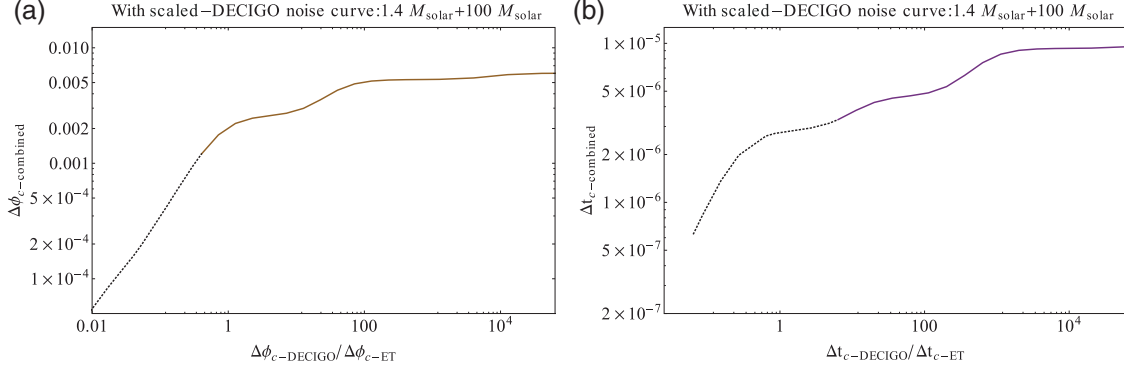 (a)
With scaled−DECIGO noise curve:1.4 M_solar+100 M_solar
0.010
0.005
0.002
0.001
5×10^−4
2×10^−4
1×10^−4
Δϕ_c−combined
0.01
1
100
10^4
Δϕ_c−DECIGO/Δϕ_c−ET
(b)
With scaled−DECIGO noise curve:1.4 M_solar+100 M_solar
1×10^−5
5×10^−6
2×10^−6
1×10^−6
5×10^−7
2×10^−7
Δt_c−combined
1
100
10^4
Δt_c−DECIGO/Δt_c−ET